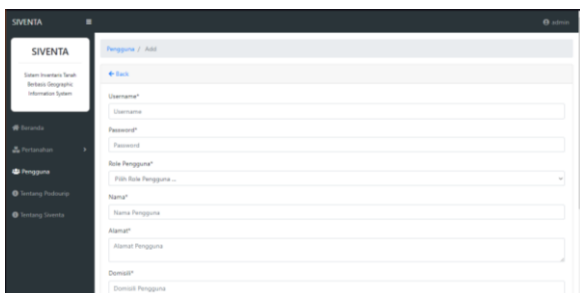 SIVENTA
admin
SIVENTA
Sistem Inventaris Tanah
Berbasis Geographic
Information System
Beranda
Pertanahan
Pengguna
Tentang Podourip
Tentang Siventa
Pengguna / Add
Back
Username*
Username
Password*
Password
Role Pengguna*
Pilih Role Pengguna ...
Nama*
Nama Pengguna
Alamat*
Alamat Pengguna
Domisili*
Domisili Pengguna